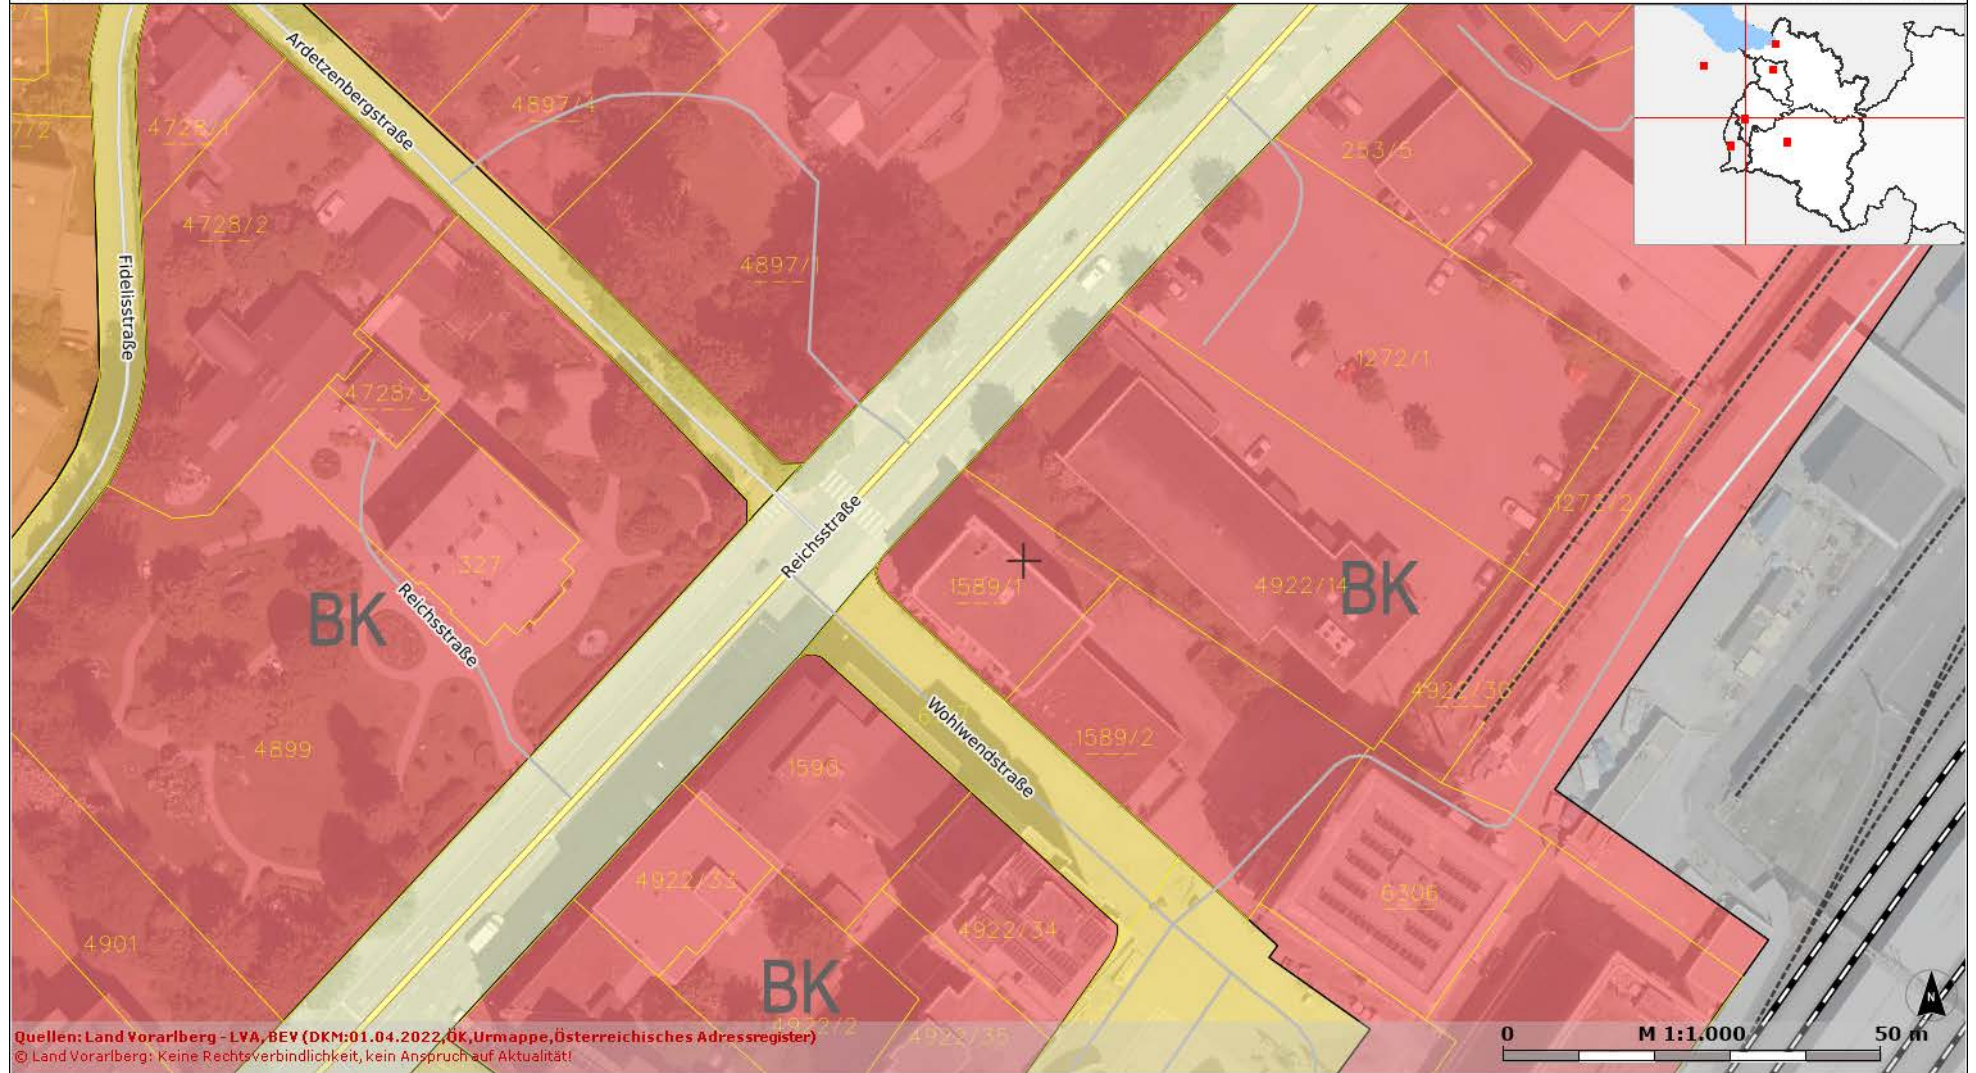 Ardetzenbergstraße
4897/4
4728/1
253/5
4728/2
Fidelisstraße
4897/1
1272/1
4728/3
Reichsstraße
327
1589/1
4922/14
BK
BK
Reichsstraße
4899
Wohlwendstraße
1589/2
4922/33
6306
4922/34
4901
BK
4922/35
Quellen: Land Vorarlberg - LVA, BEV (DKM:01.04.2022,ÖK,Urmappe,Österreichisches Adressregister)
© Land Vorarlberg: Keine Rechtsverbindlichkeit, kein Anspruch auf Aktualität!
0 M 1:1.000 50 m
N